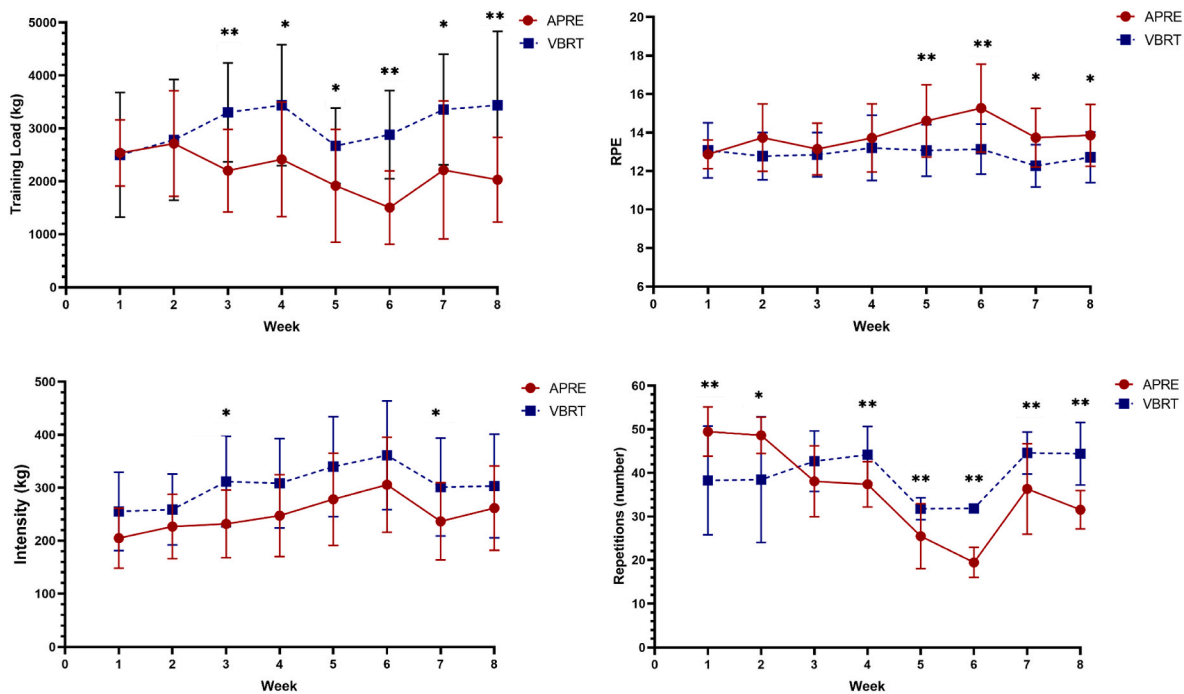 5000
4000
3000
2000
1000
0
Training Load (kg)
** * * ** * **
0 1 2 3 4 5 6 7 8
Week
APRE
VBRT
20
18
16
14
12
10
8
6
RPE
** ** * *
0 1 2 3 4 5 6 7 8
Week
APRE
VBRT
500
400
300
200
100
0
Intensity (kg)
* *
0 1 2 3 4 5 6 7 8
Week
APRE
VBRT
60
50
40
30
20
10
0
Repetitions (number)
** * ** ** ** ** **
0 1 2 3 4 5 6 7 8
Week
APRE
VBRT